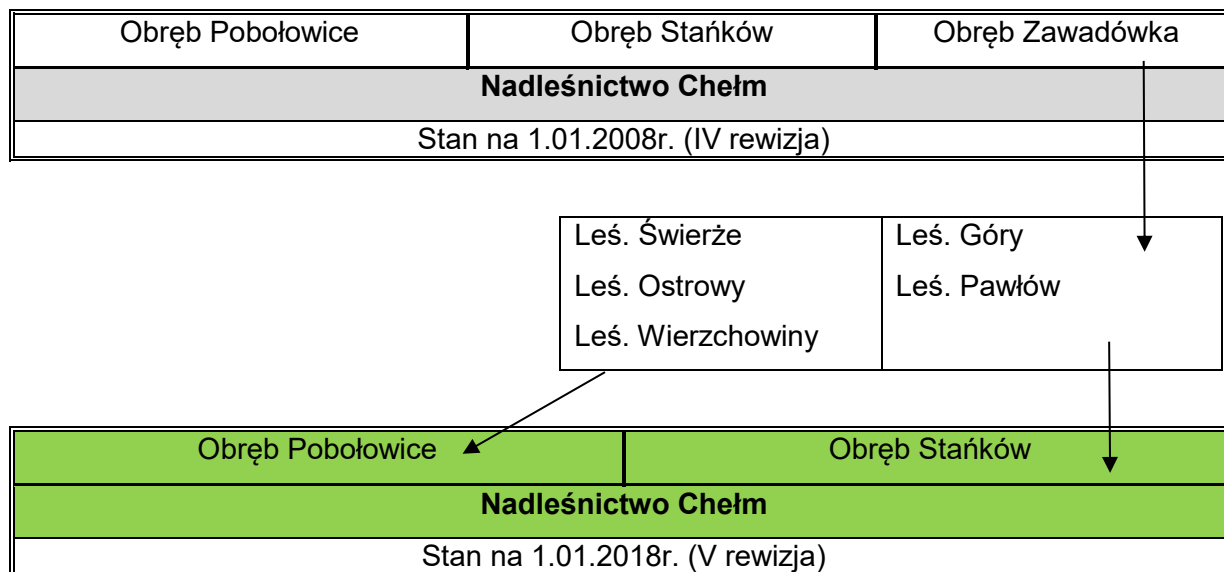 Obręb Pobołowice Obręb Stańków Obręb Zawadówka
Nadleśnictwo Chełm
Stan na 1.01.2008r. (IV rewizja)
Leś. Świerże Leś. Góry
Leś. Ostrowy Leś. Pawłów
Leś. Wierzchowiny
Obręb Pobołowice Obręb Stańków
Nadleśnictwo Chełm
Stan na 1.01.2018r. (V rewizja)